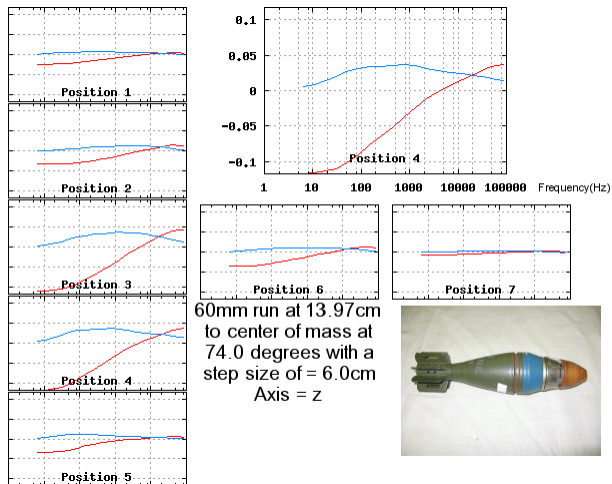 Position 1
Position 2
Position 3
Position 4
Position 5
0.1
0.05
0
-0.05
-0.1
Position 4
1 10 100 1000 10000 100000 Frequency(Hz)
Position 6
Position 7
60mm run at 13.97cm
to center of mass at
74.0 degrees with a
step size of = 6.0cm
Axis = z